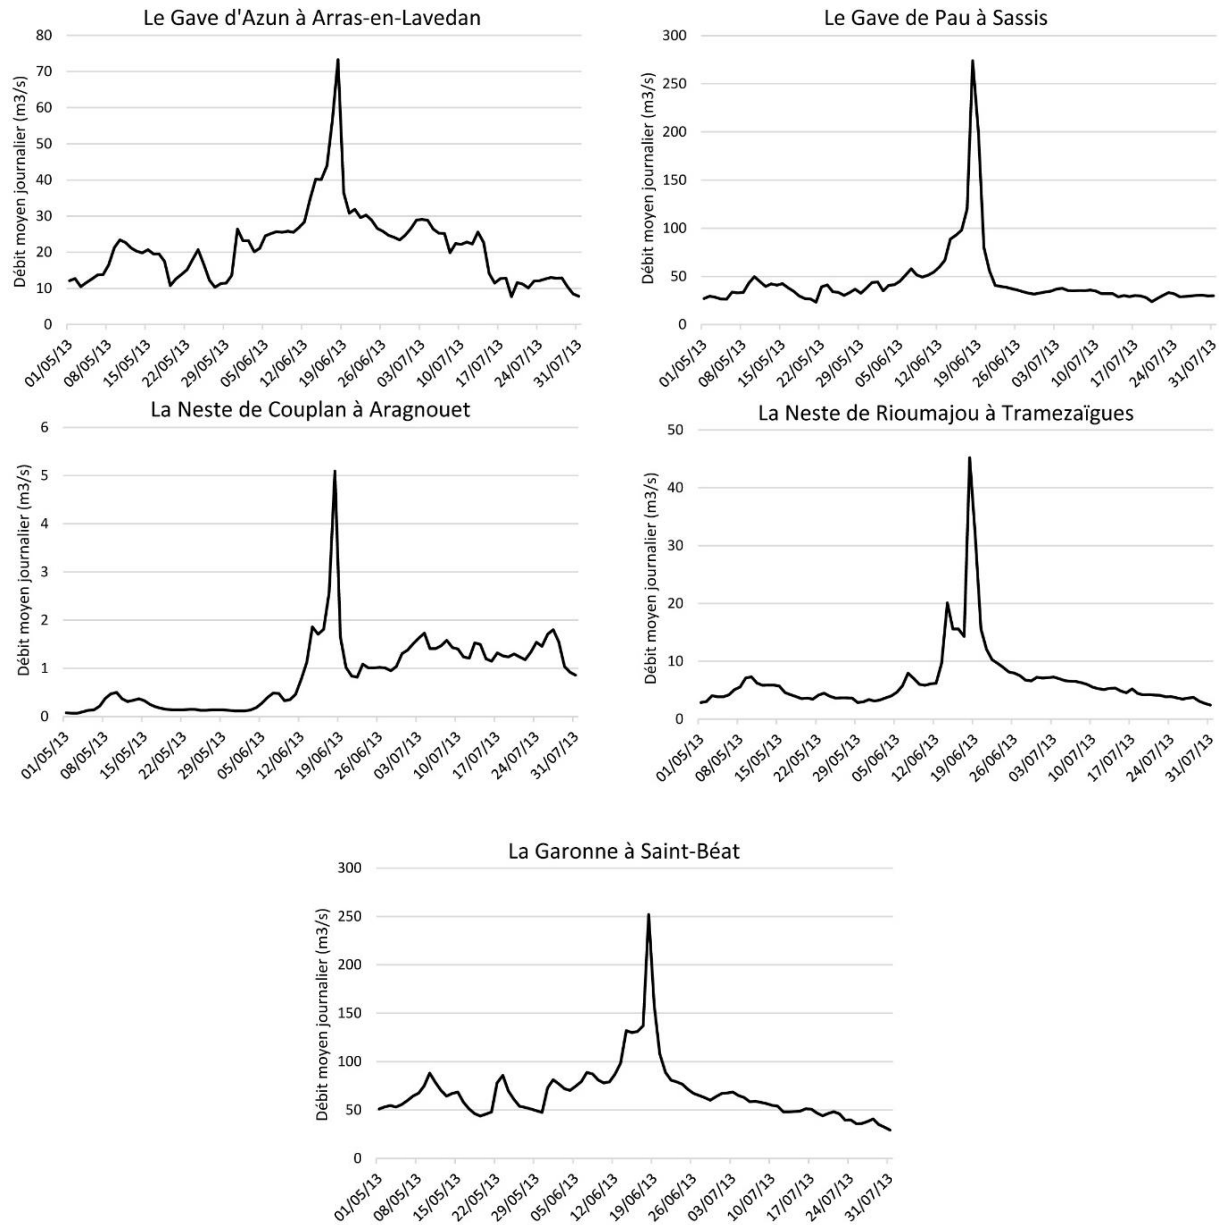 Le Gave d'Azun à Arras-en-Lavedan
Débit moyen journalier (m3/s)
80
70
60
50
40
30
20
10
0
01/05/13 08/05/13 15/05/13 22/05/13 29/05/13 05/06/13 12/06/13 19/06/13 26/06/13 03/07/13 10/07/13 17/07/13 24/07/13 31/07/13
Le Gave de Pau à Sassis
Débit moyen journalier (m3/s)
300
250
200
150
100
50
0
01/05/13 08/05/13 15/05/13 22/05/13 29/05/13 05/06/13 12/06/13 19/06/13 26/06/13 03/07/13 10/07/13 17/07/13 24/07/13 31/07/13
La Neste de Couplan à Aragnouet
Débit moyen journalier (m3/s)
6
5
4
3
2
1
0
01/05/13 08/05/13 15/05/13 22/05/13 29/05/13 05/06/13 12/06/13 19/06/13 26/06/13 03/07/13 10/07/13 17/07/13 24/07/13 31/07/13
La Neste de Rioumajou à Tramezaïgues
Débit moyen journalier (m3/s)
50
40
30
20
10
0
01/05/13 08/05/13 15/05/13 22/05/13 29/05/13 05/06/13 12/06/13 19/06/13 26/06/13 03/07/13 10/07/13 17/07/13 24/07/13 31/07/13
La Garonne à Saint-Béat
Débit moyen journalier (m3/s)
300
250
200
150
100
50
0
01/05/13 08/05/13 15/05/13 22/05/13 29/05/13 05/06/13 12/06/13 19/06/13 26/06/13 03/07/13 10/07/13 17/07/13 24/07/13 31/07/13